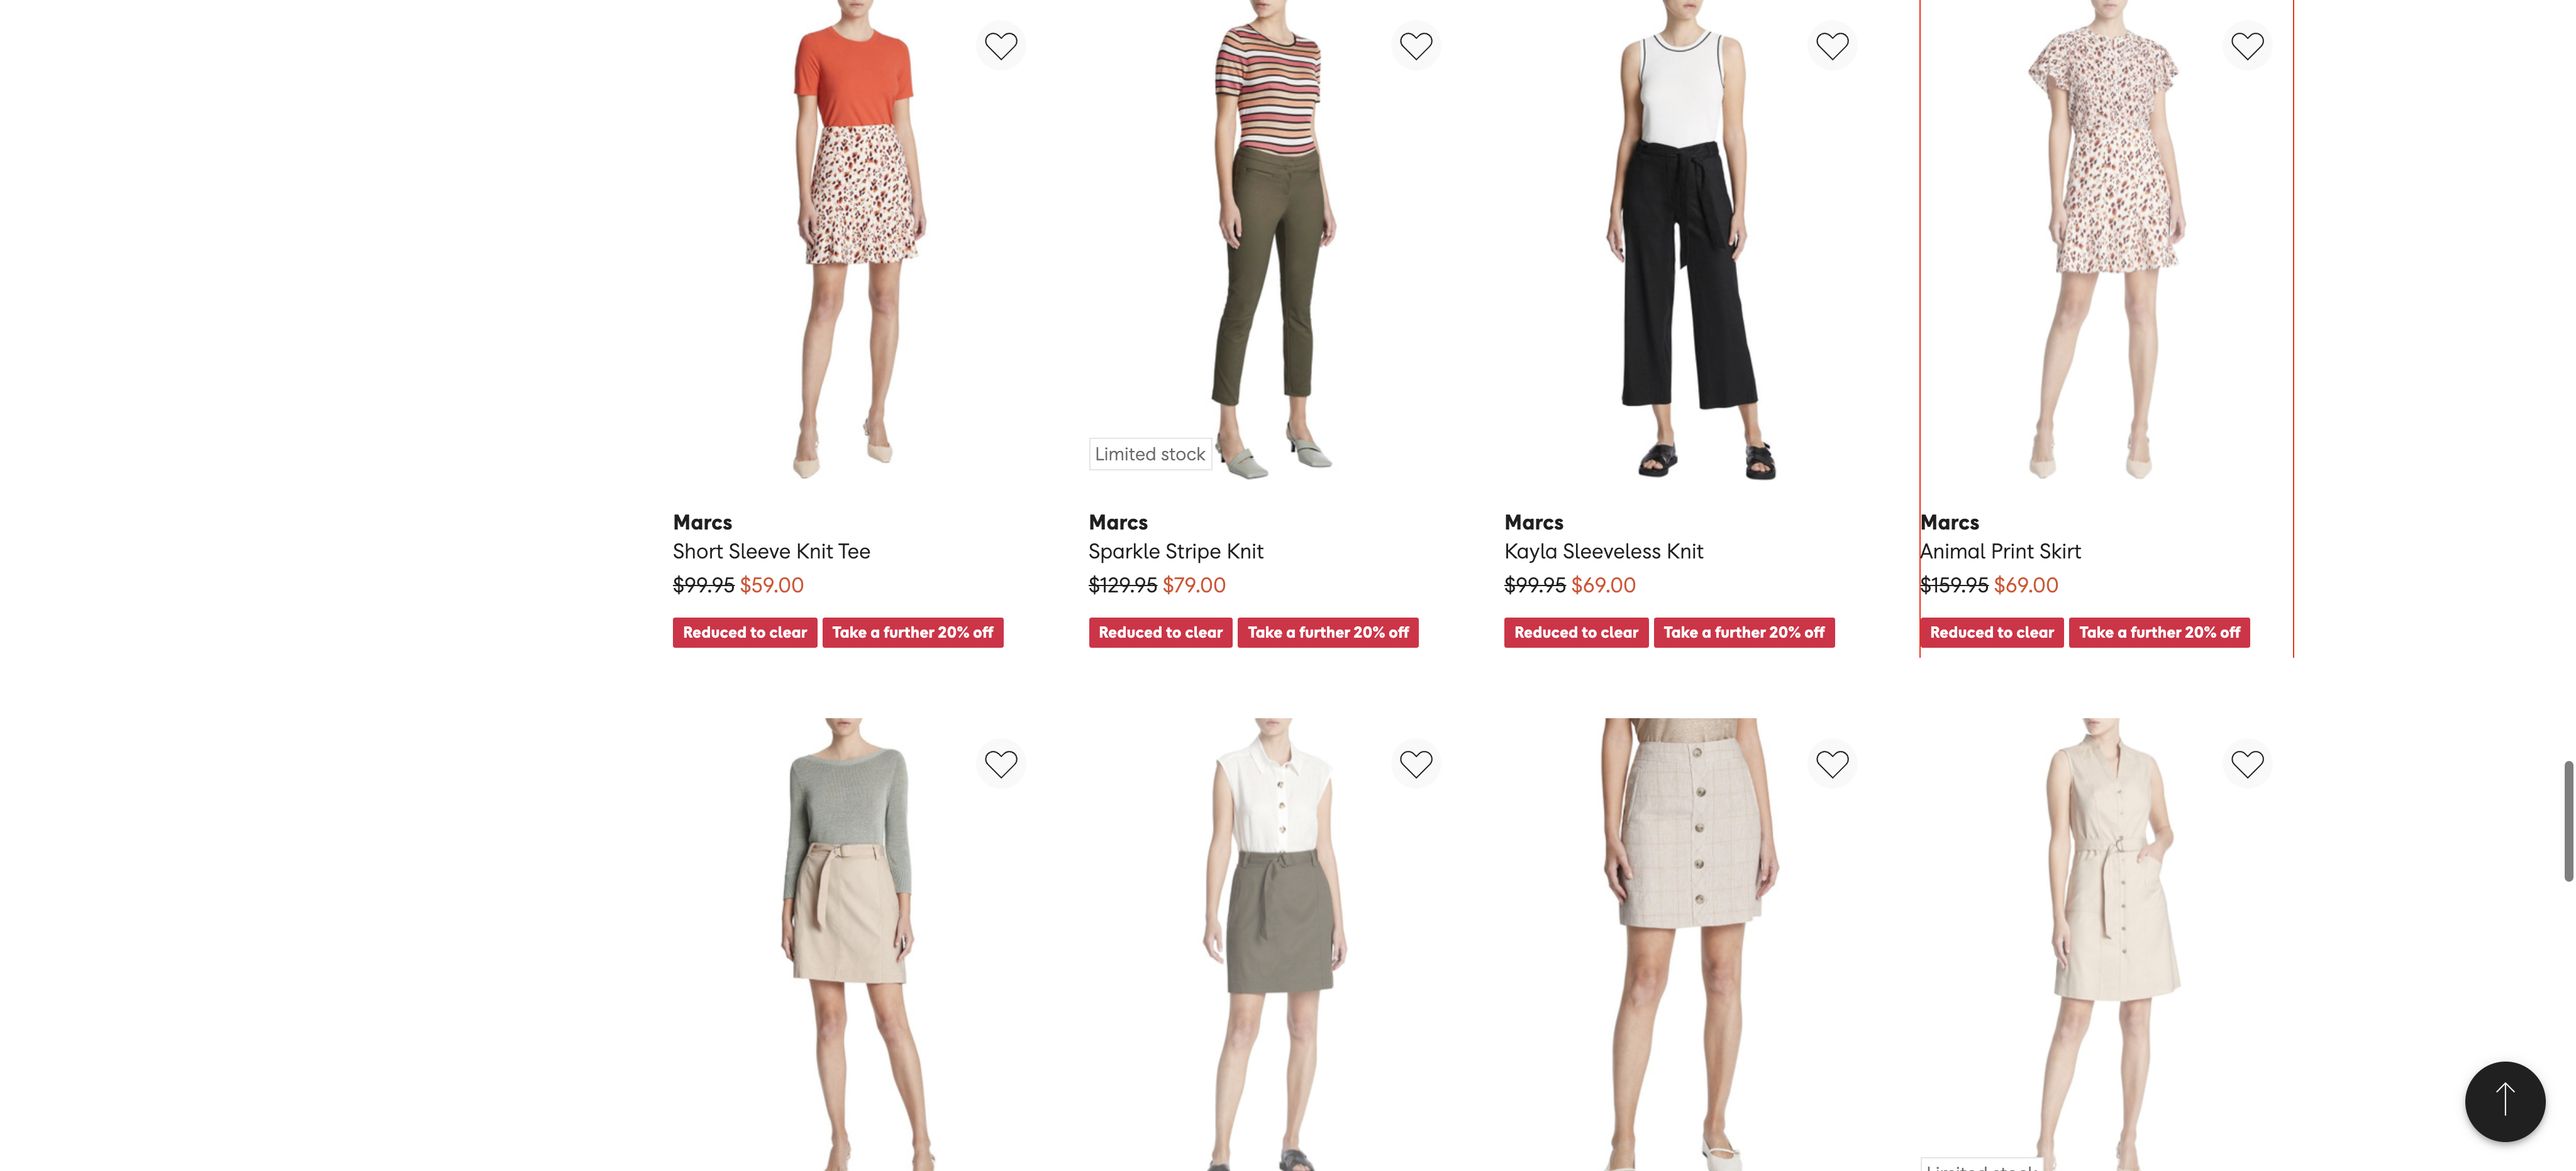 Limited stock
Marcs
Short Sleeve Knit Tee
$99.95 $59.00
Reduced to clear Take a further 20% off
Marcs
Sparkle Stripe Knit
$129.95 $79.00
Reduced to clear Take a further 20% off
Marcs
Kayla Sleeveless Knit
$99.95 $69.00
Reduced to clear Take a further 20% off
Marcs
Animal Print Skirt
$159.95 $69.00
Reduced to clear Take a further 20% off
Limited stock